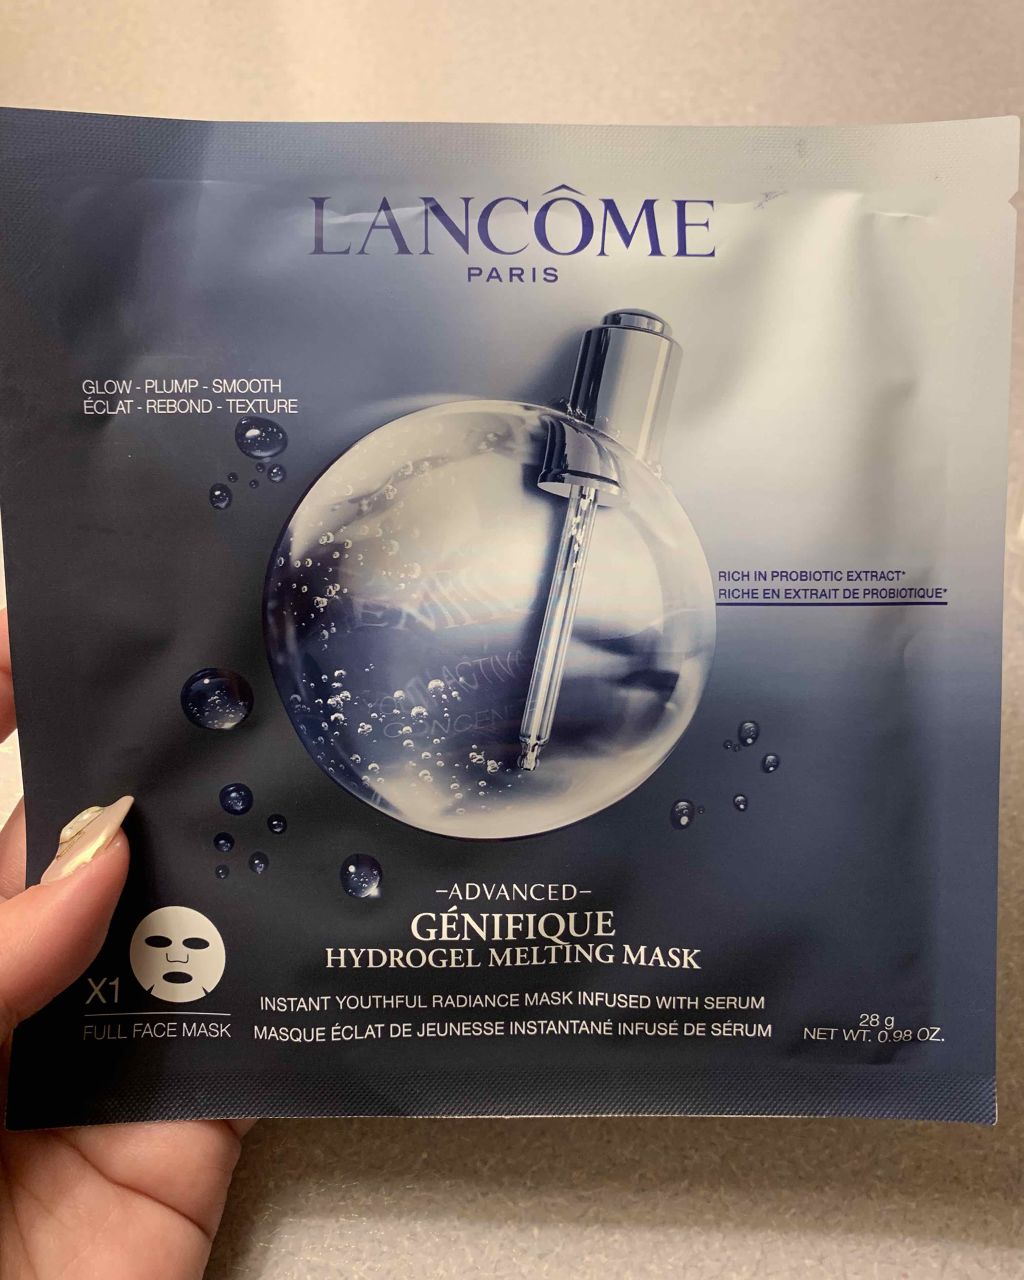 LANCÔME
PARIS
GLOW - PLUMP - SMOOTH
ÉCLAT - REBOND - TEXTURE
RICH IN PROBIOTIC EXTRACT*
RICHE EN EXTRAIT DE PROBIOTIQUE*
-ADVANCED-
GÉNIFIQUE
HYDROGEL MELTING MASK
X1
FULL FACE MASK
INSTANT YOUTHFUL RADIANCE MASK INFUSED WITH SERUM
MASQUE ÉCLAT DE JEUNESSE INSTANTANÉ INFUSÉ DE SÉRUM
28 g
NET WT. 0.98 OZ.